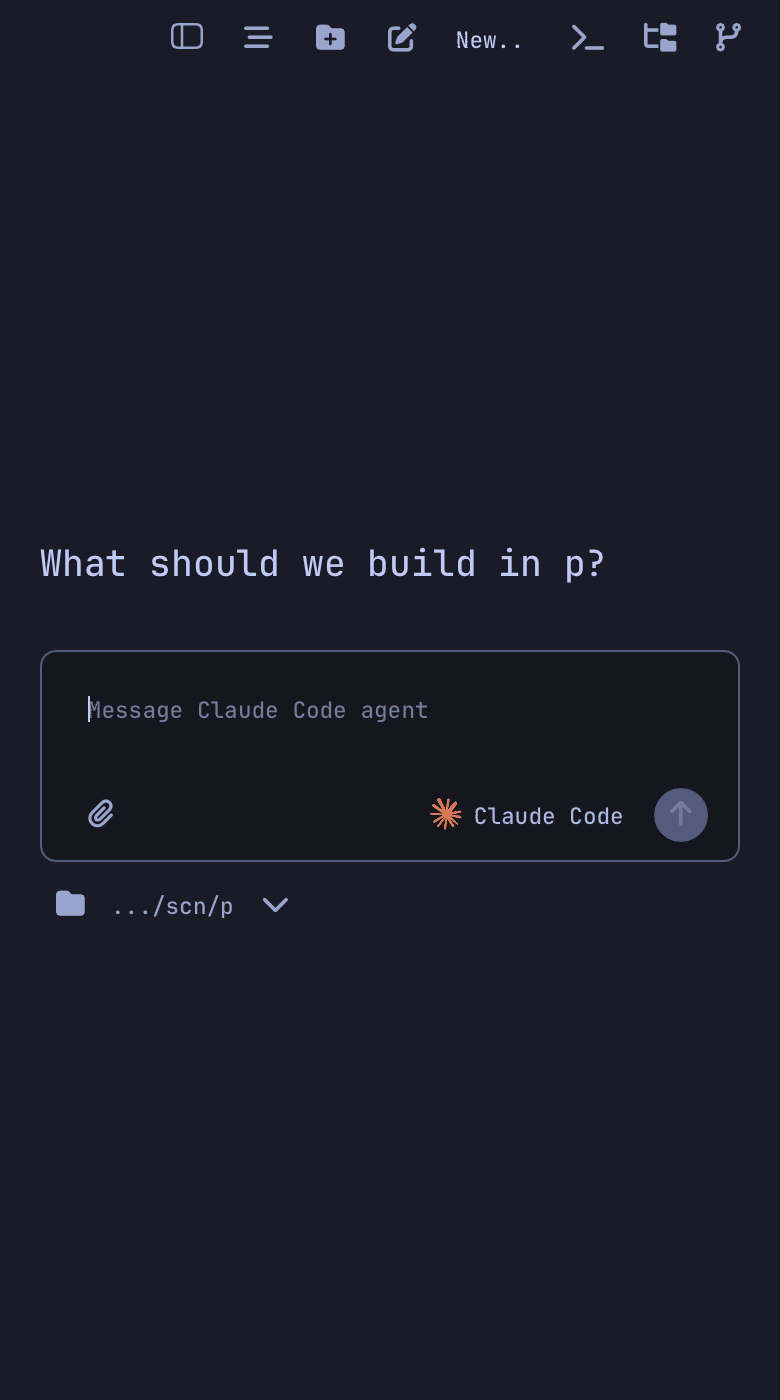 New..
What should we build in p?
Message Claude Code agent
Claude Code
.../scn/p